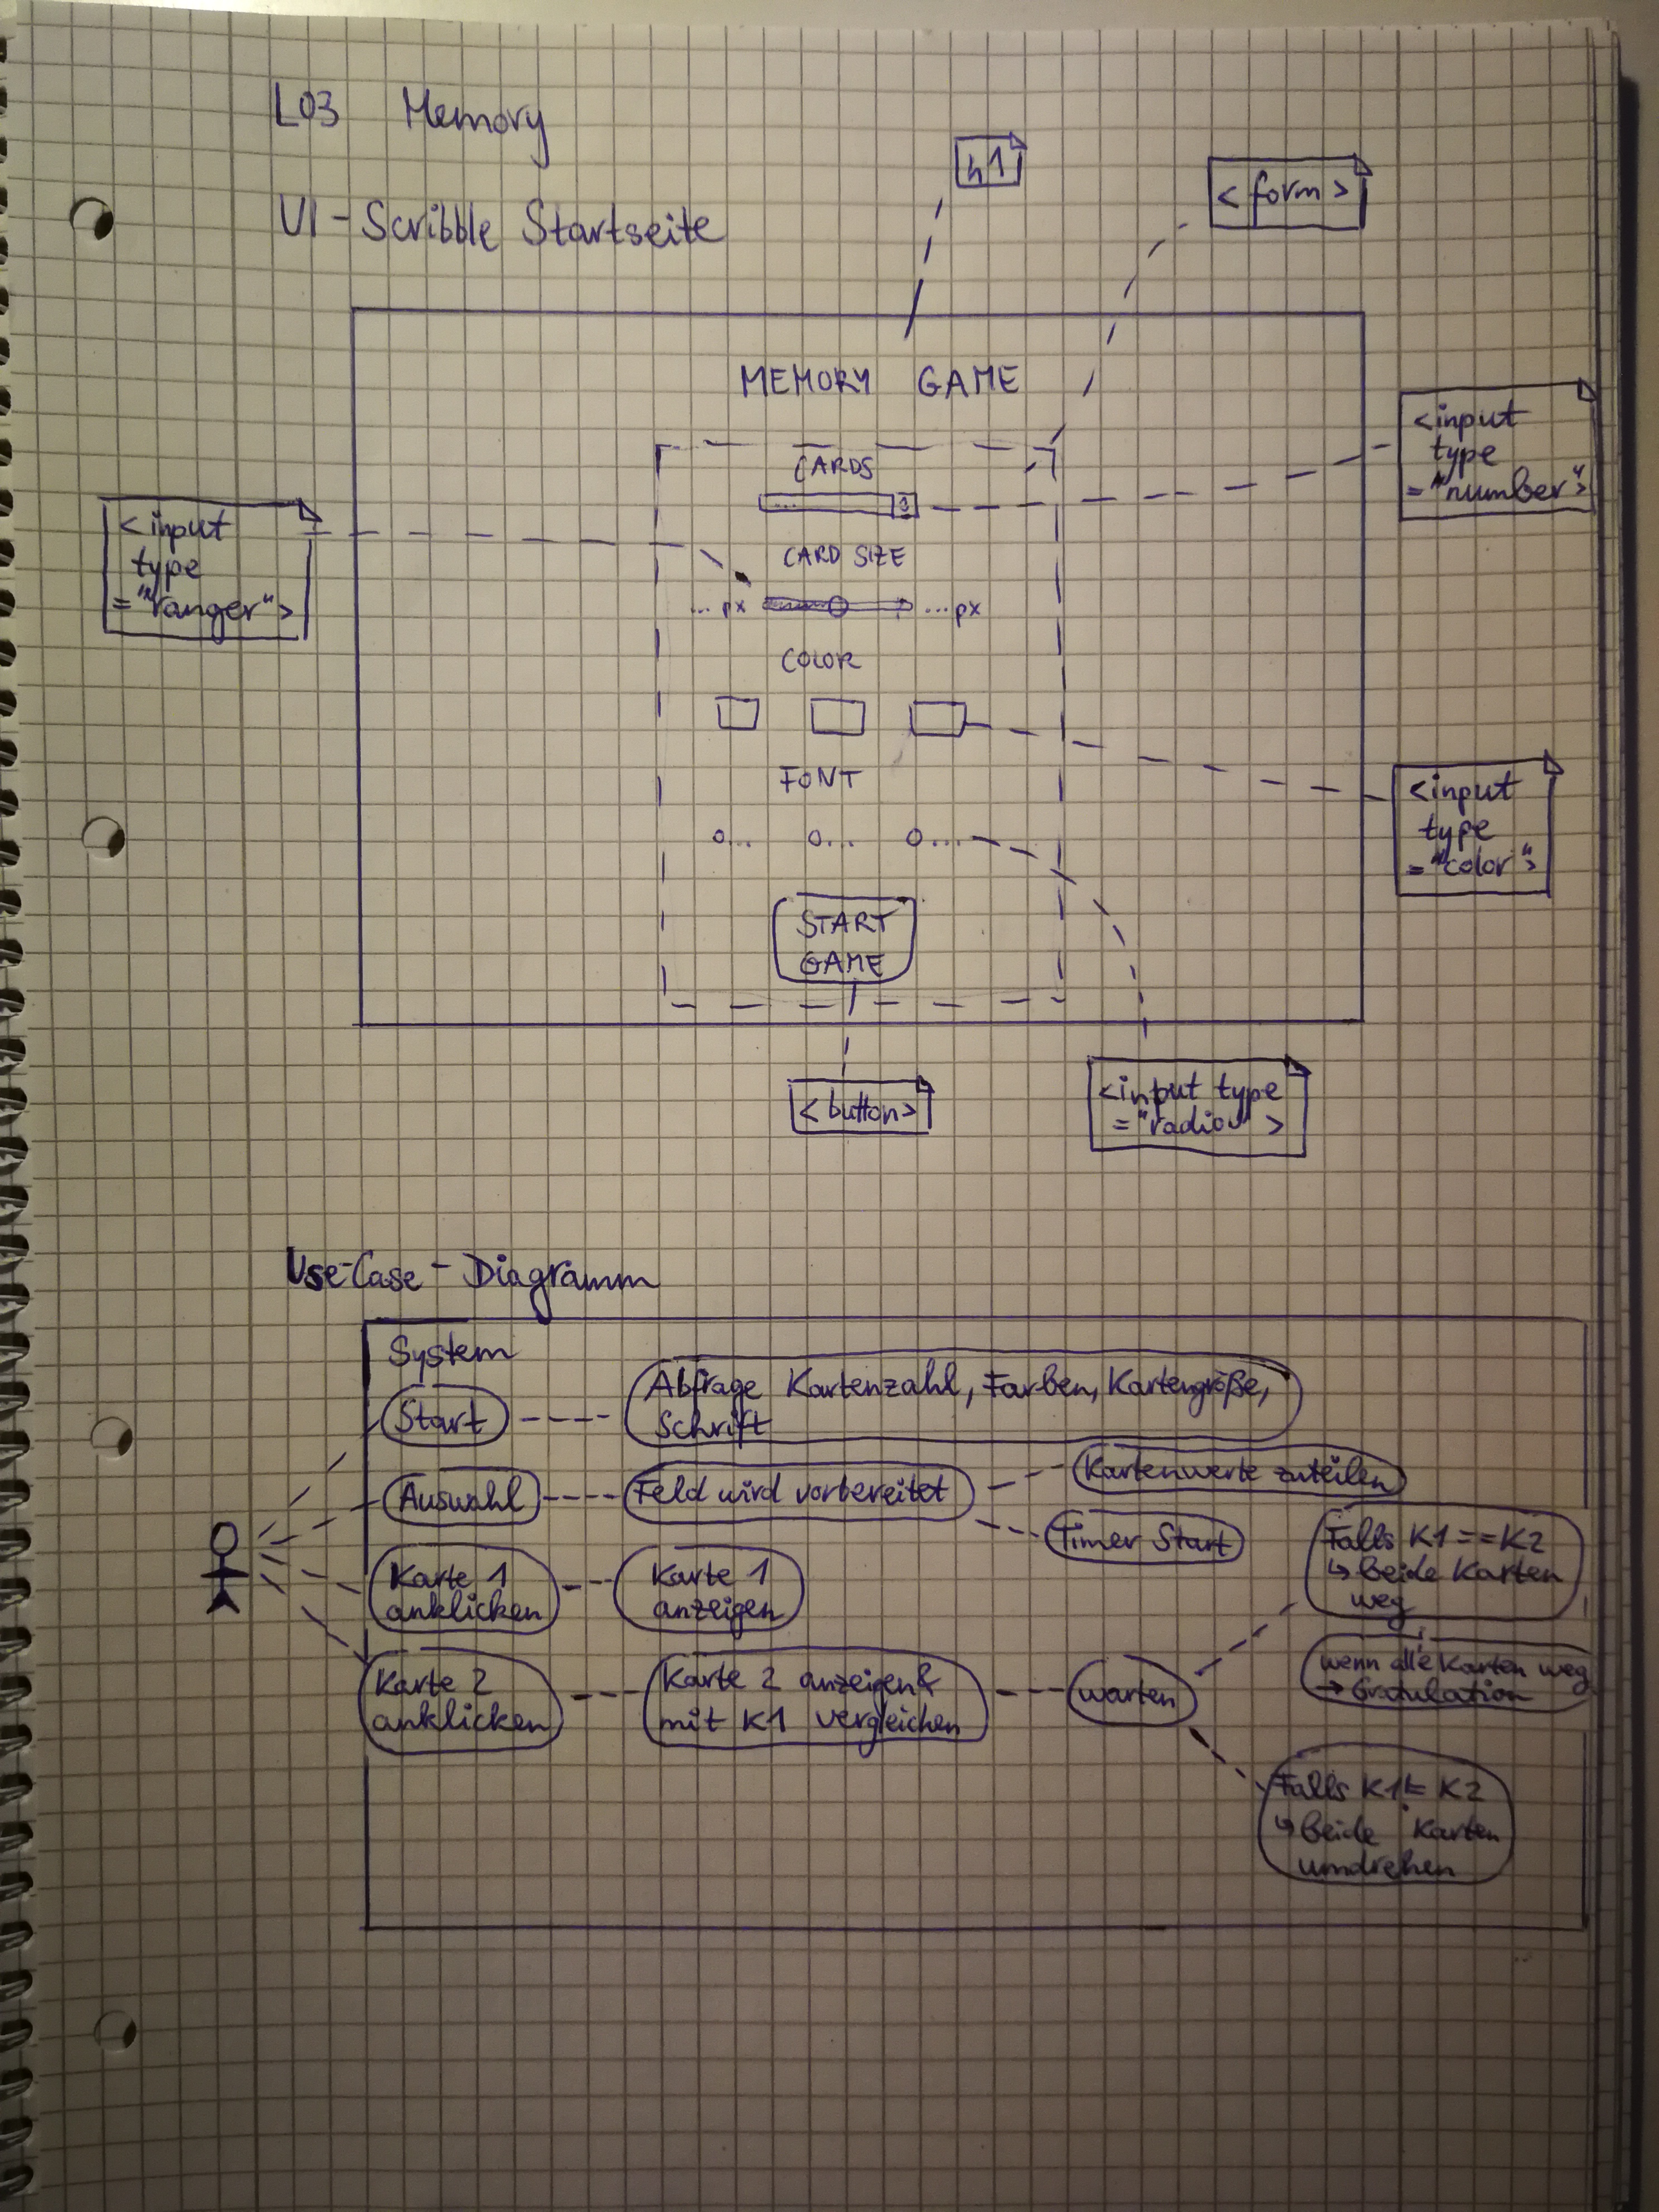 L03 Memory
UI-Scribble Startseite
h1
<form>
MEMORY GAME
CARDS
...
<input
type
="number">
<input
type
="ranger">
CARD SIZE
... px ...px
COLOR
<input
type
="color">
FONT
o... o... o...
START
GAME
<button>
<input type
="radio" >
Use-Case-Diagramm
System
Start
Abfrage Kartenzahl, Farben, Kartengröße,
Schrift
Auswahl
Feld wird vorbereitet
Kartenwerte zuteilen
Timer Start
Karte 1
anklicken
Karte 1
anzeigen
Falls K1 == K2
↳ beide Karten
weg
Karte 2
anklicken
Karte 2 anzeigen &
mit K1 vergleichen
warten
wenn alle Karten weg
→ Gratulation
Falls K1 != K2
↳ beide Karten
umdrehen